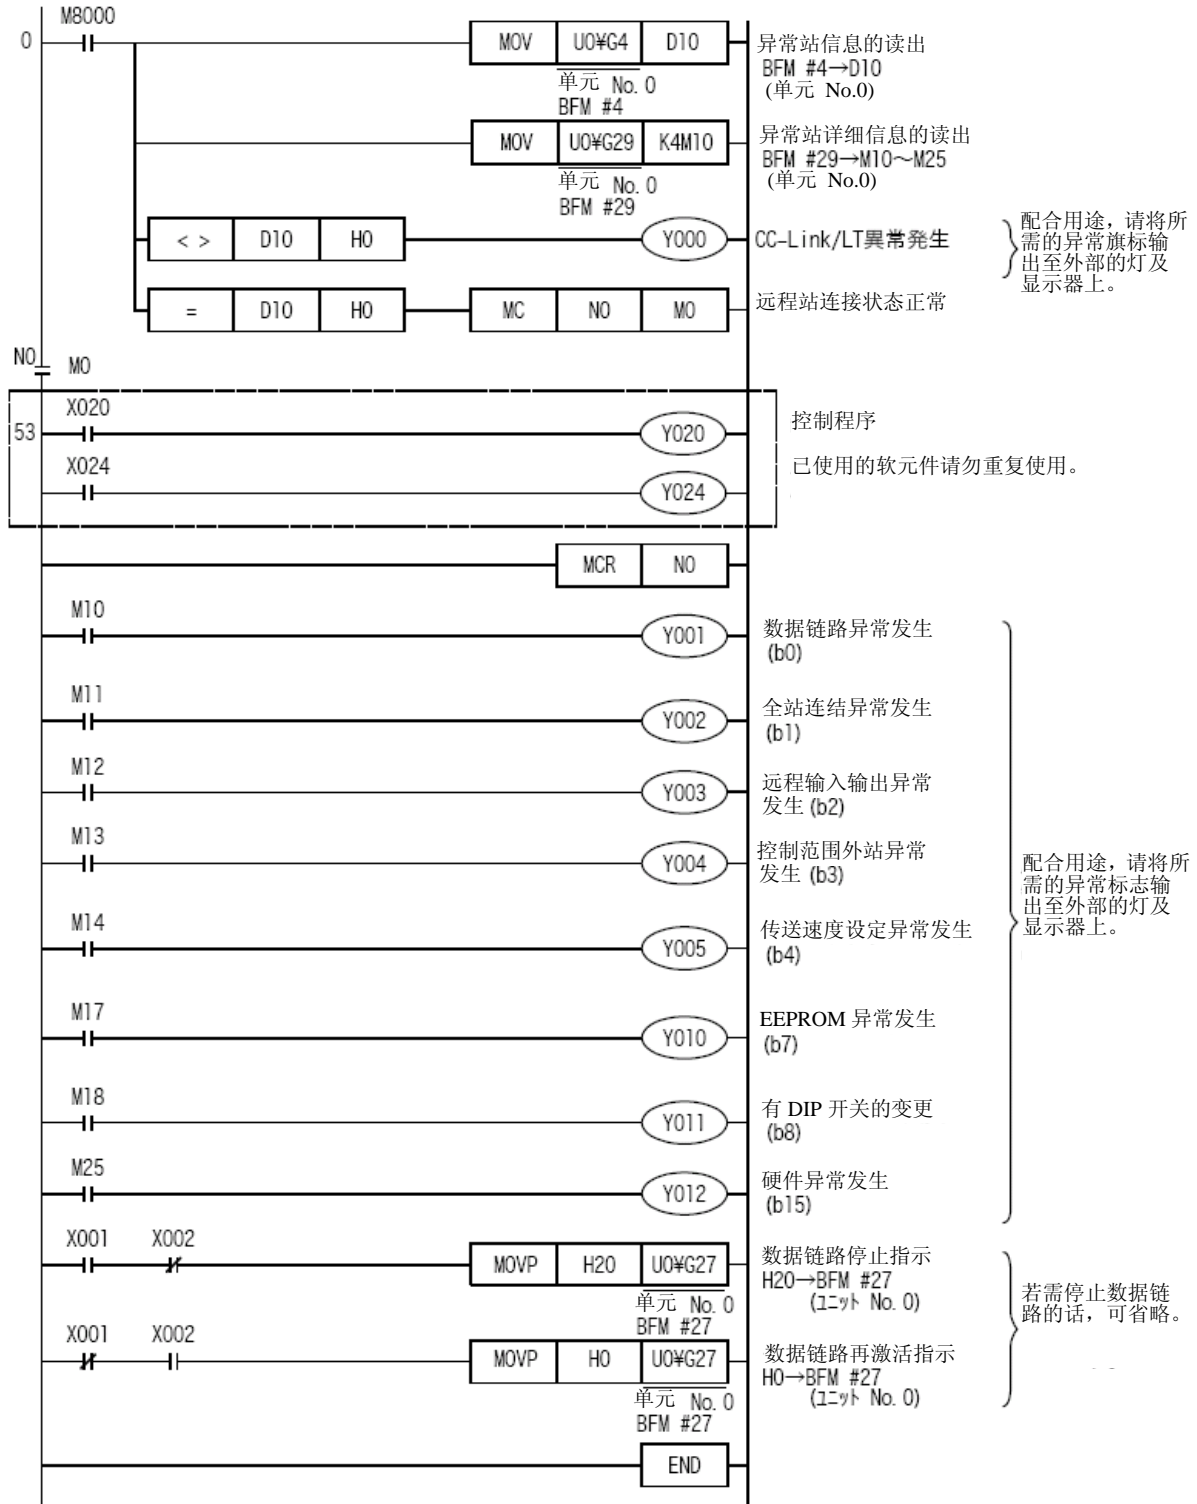 M8000
0
MOV U0¥G4 D10
异常站信息的读出
BFM #4→D10
(单元 No.0)
单元 No. 0
BFM #4
MOV U0¥G29 K4M10
异常站详细信息的读出
BFM #29→M10～M25
(单元 No.0)
单元 No. 0
BFM #29
< > D10 H0
Y000
CC-Link/LT異常発生
配合用途，请将所
需的异常旗标输
出至外部的灯及
显示器上。
= D10 H0
MC N0 M0
远程站连接状态正常
N0 M0
X020
53
Y020
控制程序
X024
Y024
已使用的软元件请勿重复使用。
MCR N0
M10
Y001
数据链路异常发生
(b0)
M11
Y002
全站连结异常发生
(b1)
M12
Y003
远程输入输出异常
发生 (b2)
M13
Y004
控制范围外站异常
发生 (b3)
配合用途，请将所
需的异常标志输
出至外部的灯及
显示器上。
M14
Y005
传送速度设定异常发生
(b4)
M17
Y010
EEPROM 异常发生
(b7)
M18
Y011
有 DIP 开关的变更
(b8)
M25
Y012
硬件异常发生
(b15)
X001 X002
MOVP H20 U0¥G27
数据链路停止指示
H20→BFM #27
(ﾕﾆｯﾄ No. 0)
单元 No. 0
BFM #27
若需停止数据链
路的话，可省略。
X001 X002
MOVP H0 U0¥G27
数据链路再激活指示
H0→BFM #27
(ﾕﾆｯﾄ No. 0)
单元 No. 0
BFM #27
END